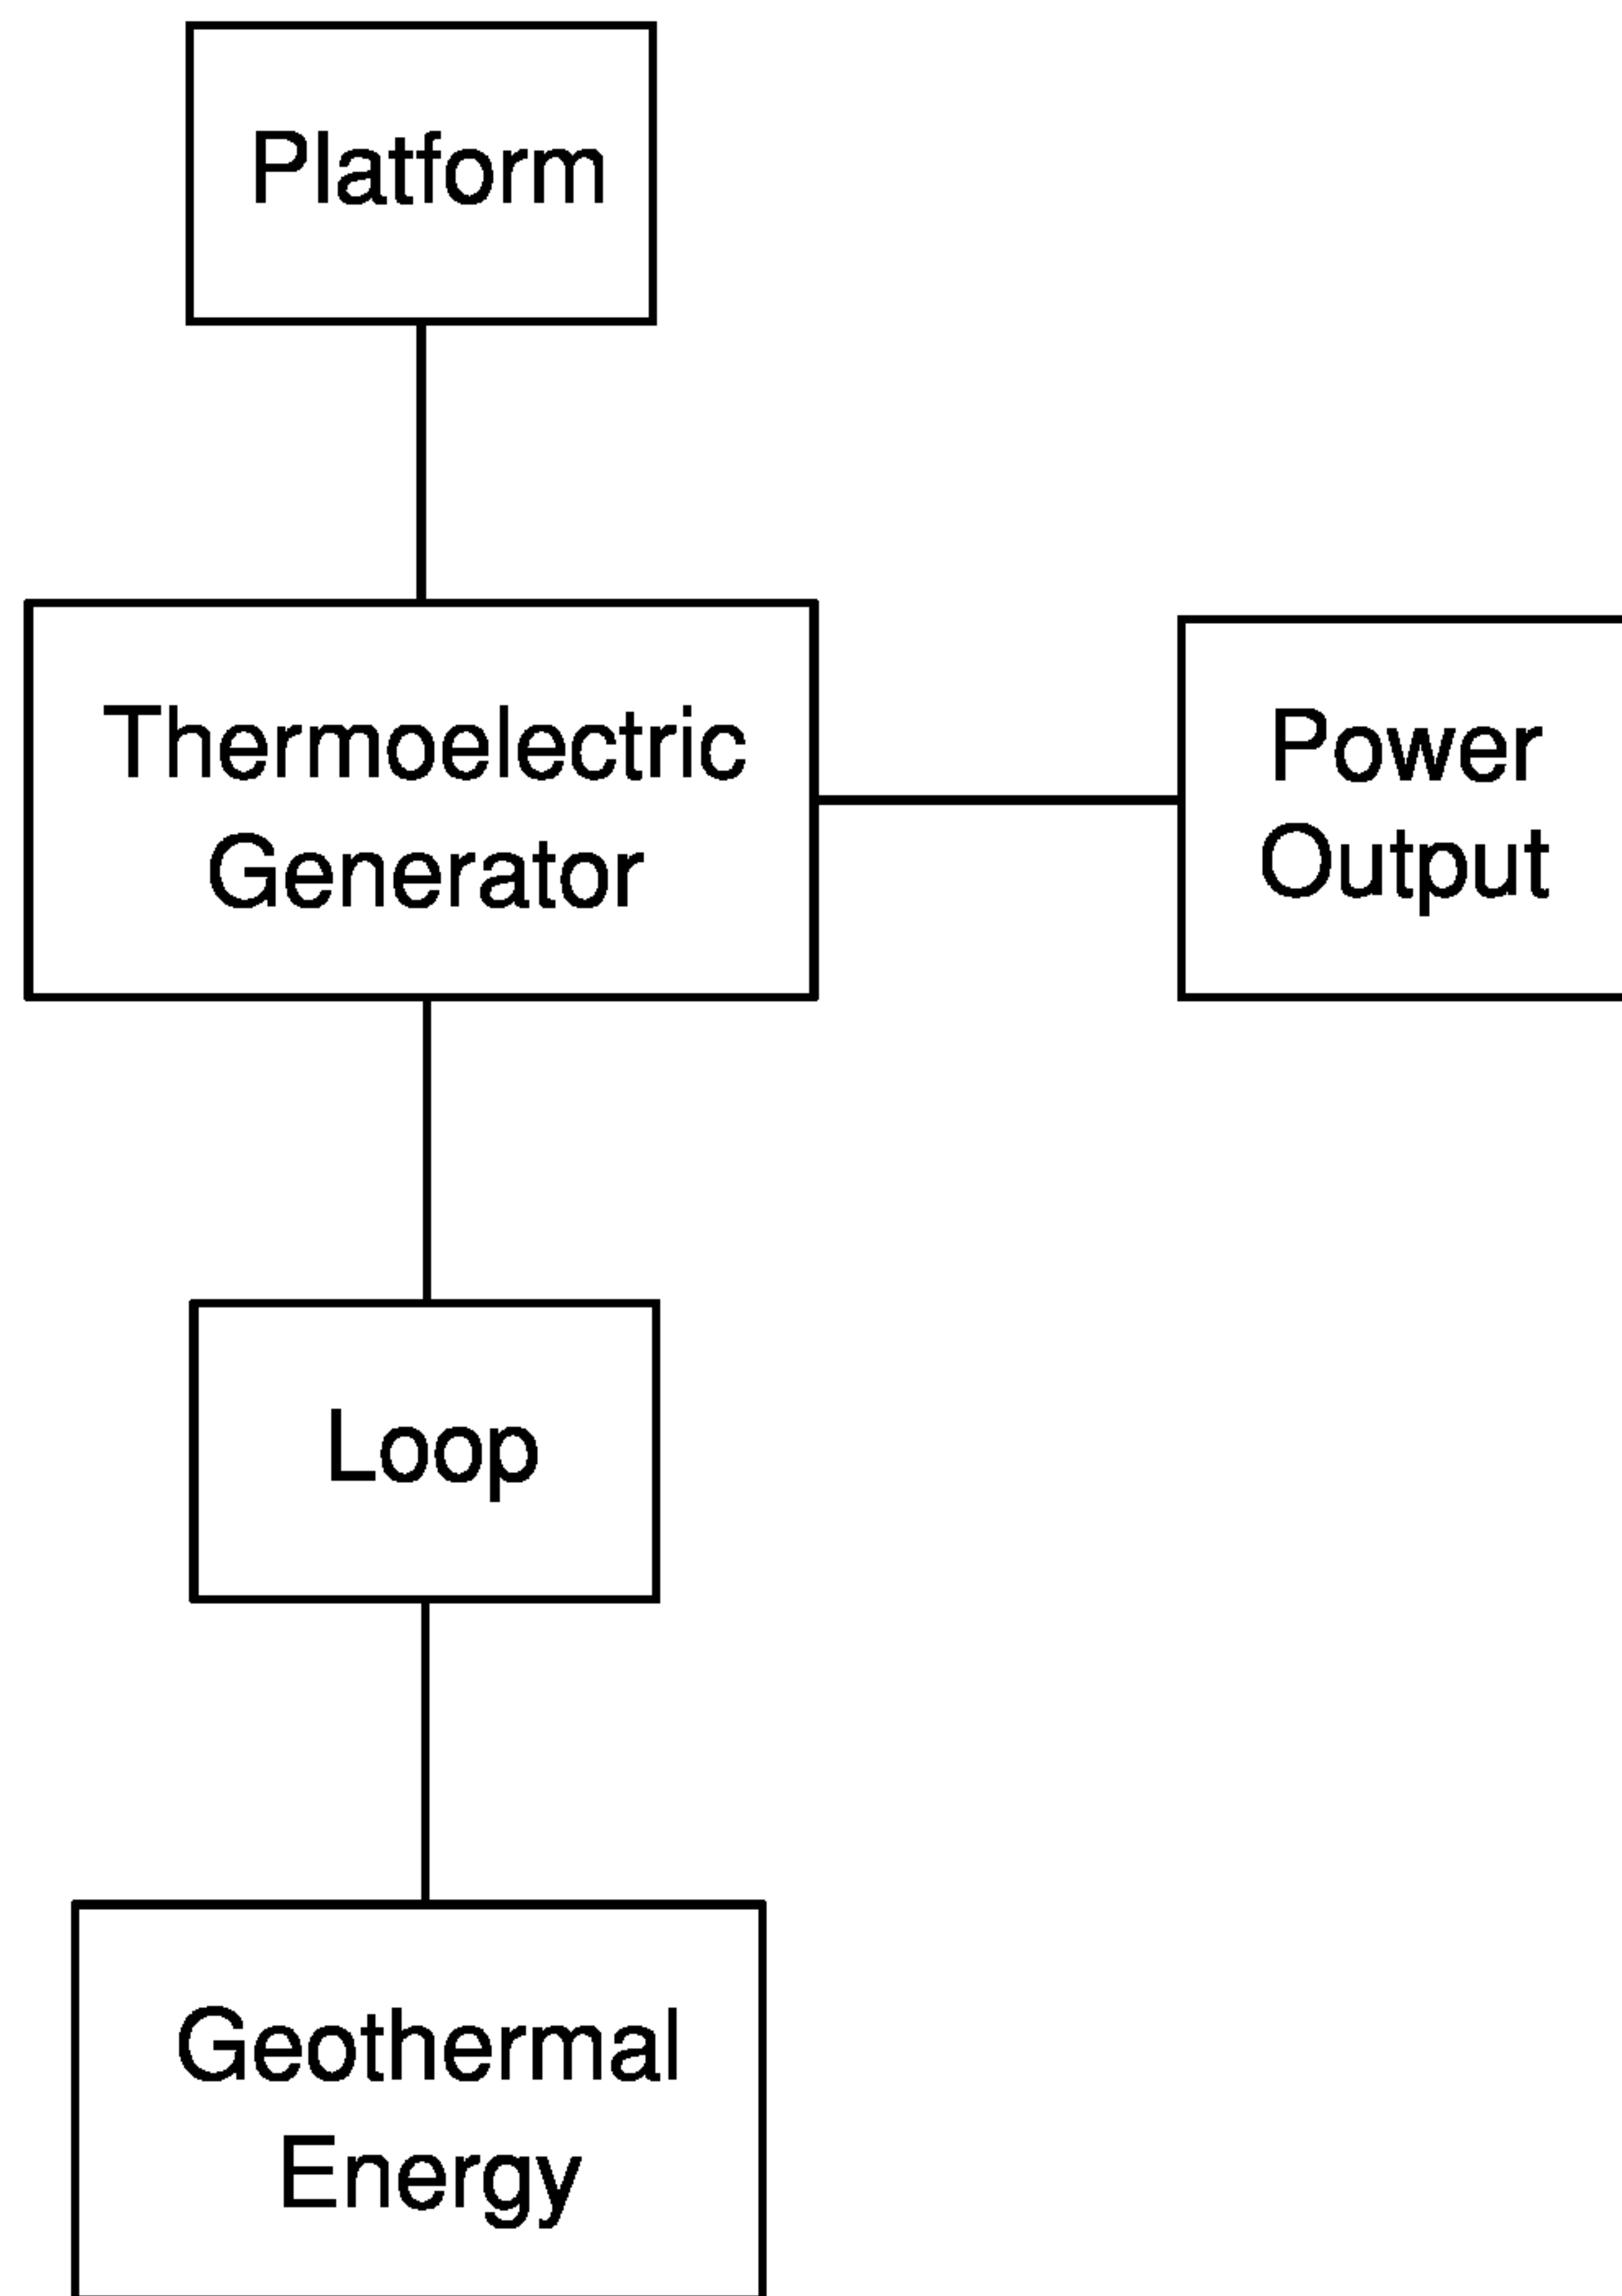 Platform
Thermoelectric
Generator
Power
Output
Loop
Geothermal
Energy